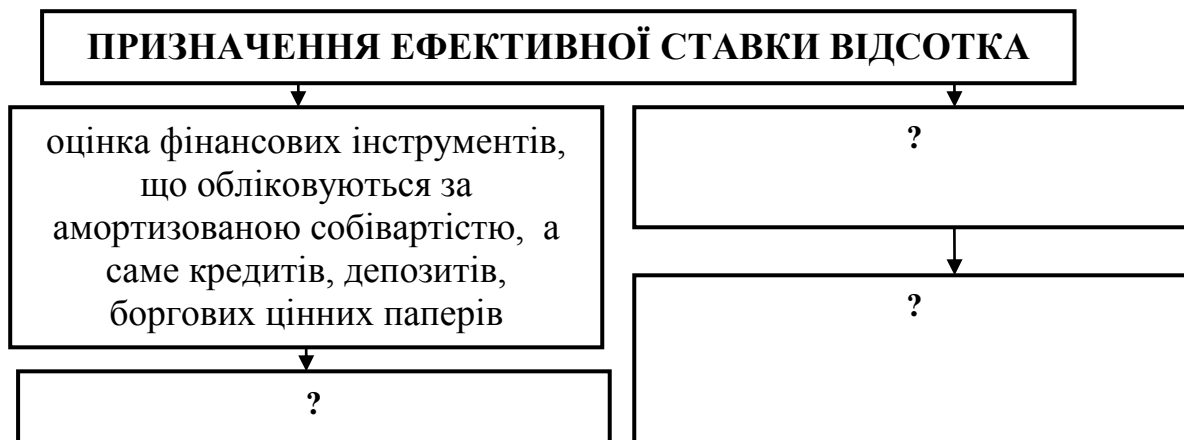 ПРИЗНАЧЕННЯ ЕФЕКТИВНОЇ СТАВКИ ВІДСОТКА
оцінка фінансових інструментів,
що обліковуються за
амортизованою собівартістю, а
саме кредитів, депозитів,
боргових цінних паперів
?
?
?